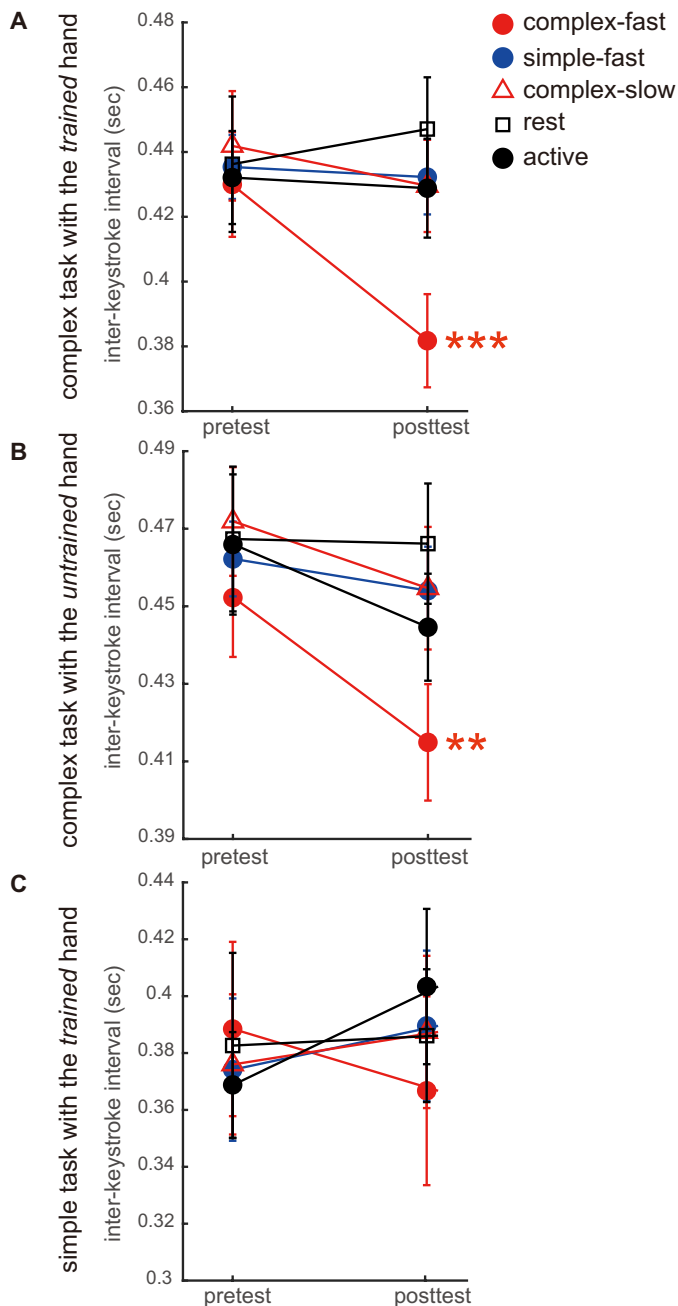 A
complex task with the trained hand
inter-keystroke interval (sec)
0.48
0.46
0.44
0.42
0.4
0.38
0.36
pretest
posttest
***
complex-fast
simple-fast
complex-slow
rest
active
B
complex task with the untrained hand
inter-keystroke interval (sec)
0.49
0.47
0.45
0.43
0.41
0.39
pretest
posttest
**
C
simple task with the trained hand
inter-keystroke interval (sec)
0.44
0.42
0.4
0.38
0.36
0.34
0.32
0.3
pretest
posttest